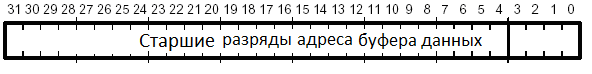 31 30 29 28 27 26 25 24 23 22 21 20 19 18 17 16 15 14 13 12 11 10 9 8 7 6 5 4 3 2 1 0
Старшие разряды адреса буфера данных